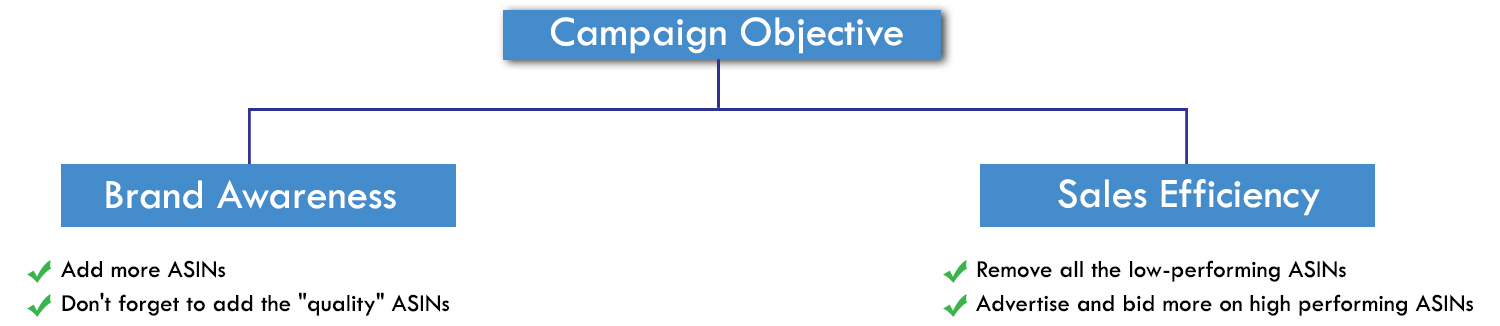 Campaign Objective
Brand Awareness
Add more ASINs
Don't forget to add the "quality" ASINs
Sales Efficiency
Remove all the low-performing ASINs
Advertise and bid more on high performing ASINs